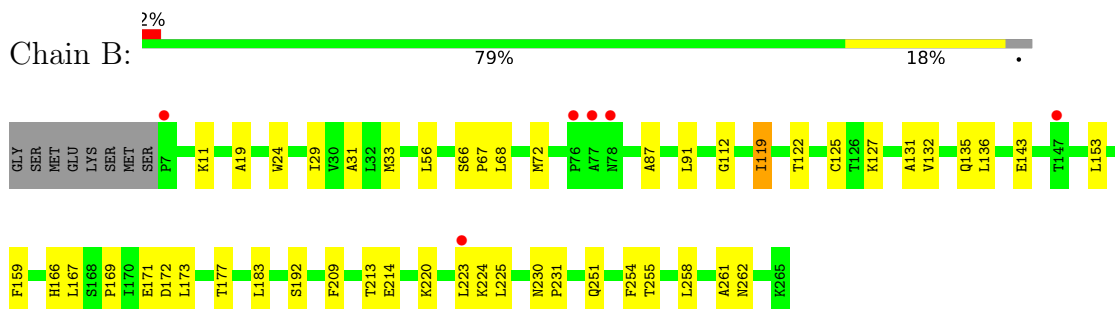 2%
Chain B:
79% 18% •
GLY SER MET GLU LYS SER MET SER P7 K11 A19 W24 I29 V30 A31 L32 M33 L56 S66 P67 L68 M72 P76 A77 N78 A87 L91 G112 I119 T122 C125 T126 K127 A131 V132 Q135 L136 E143 T147 L153
F159 H166 L167 S168 P169 I170 E171 D172 L173 T177 L183 S192 F209 T213 E214 K220 L223 K224 L225 N230 P231 Q251 F254 T255 L258 A261 N262 K265